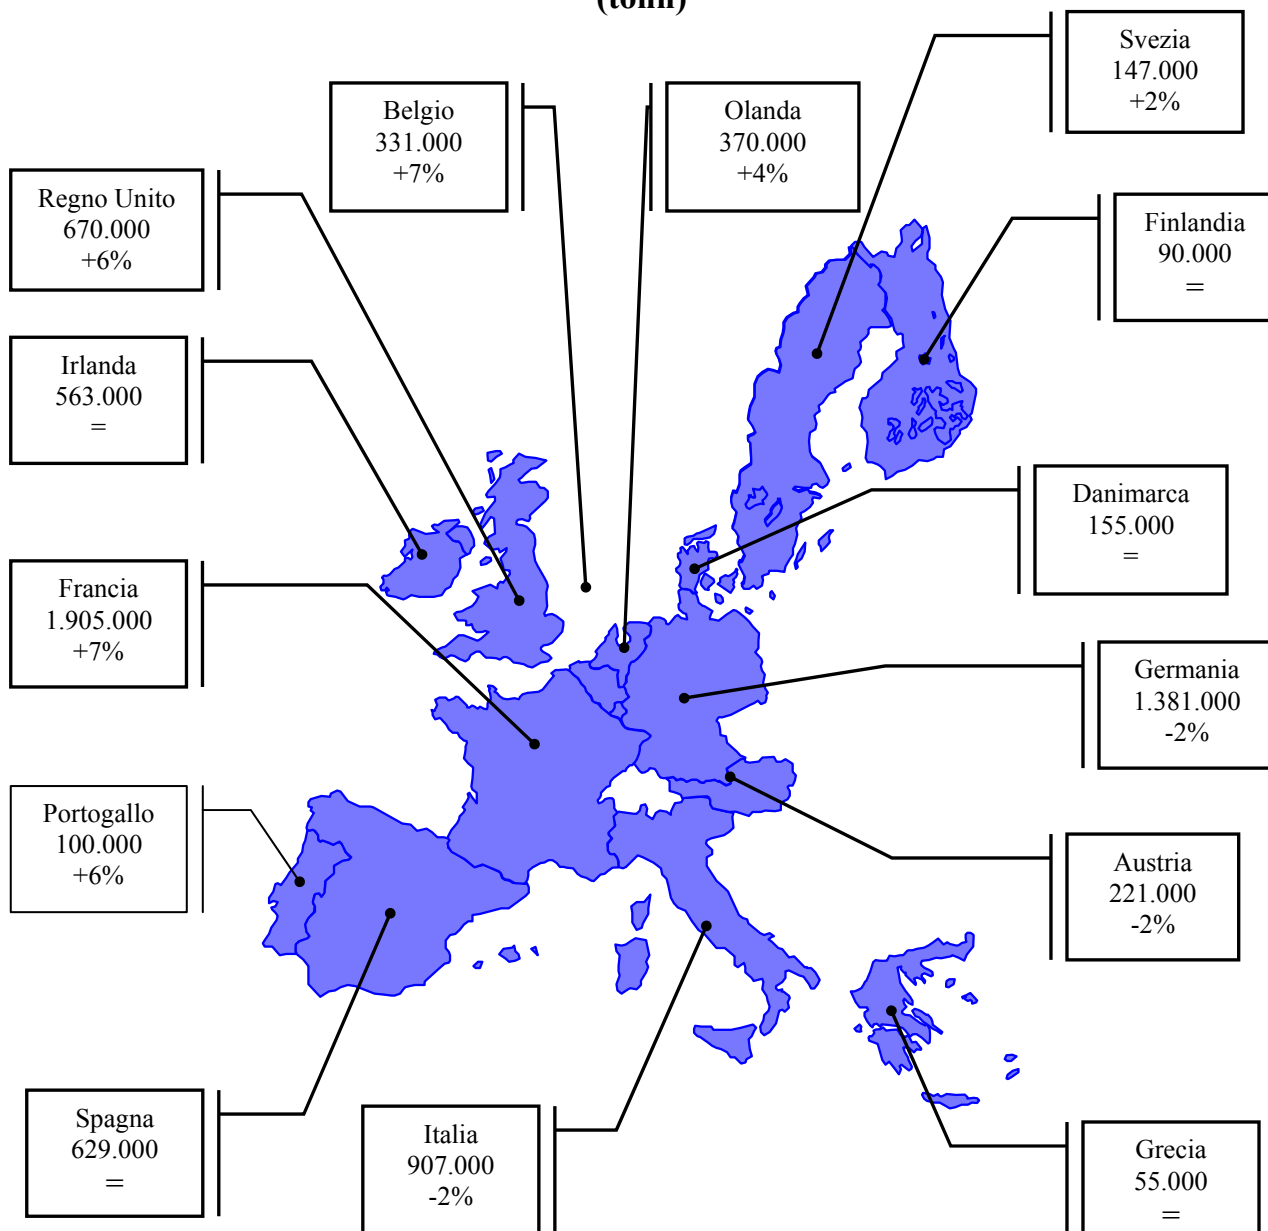 (tonn)
Svezia
147.000
+2%
Belgio
331.000
+7%
Olanda
370.000
+4%
Regno Unito
670.000
+6%
Finlandia
90.000
=
Irlanda
563.000
=
Danimarca
155.000
=
Francia
1.905.000
+7%
Germania
1.381.000
-2%
Portogallo
100.000
+6%
Austria
221.000
-2%
Spagna
629.000
=
Italia
907.000
-2%
Grecia
55.000
=